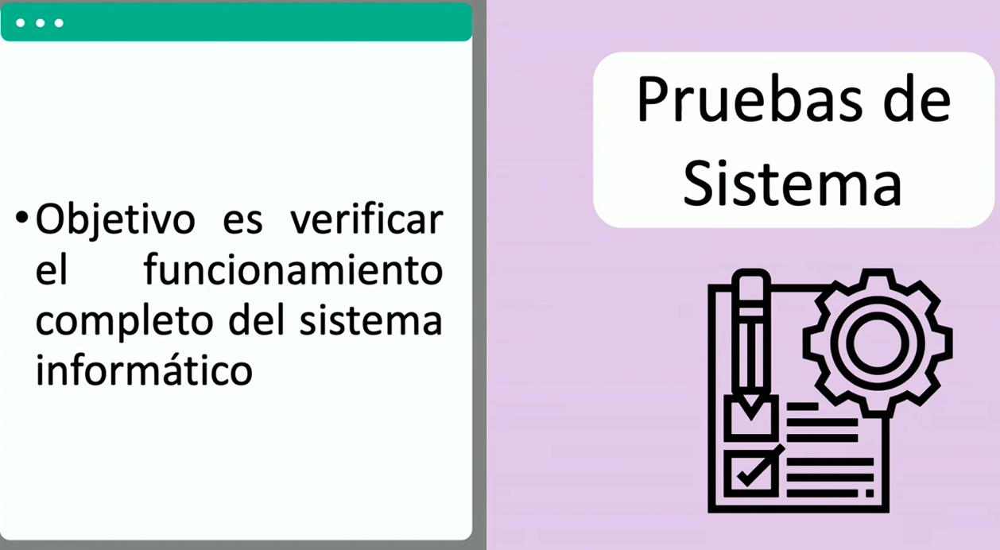 • Objetivo es verificar
el funcionamiento
completo del sistema
informático
Pruebas de
Sistema